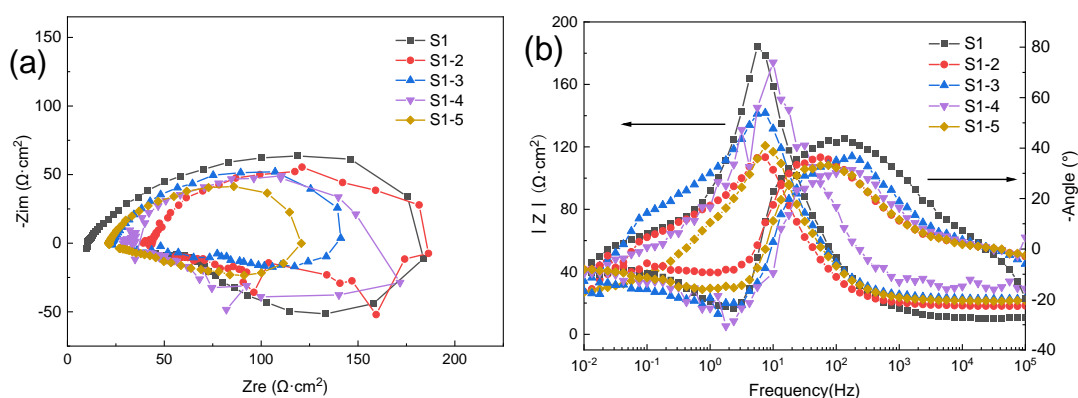 (a)
150
100
50
0
-50
-Zim (Ω·cm²)
0
50
100
150
200
250
Zre (Ω·cm²)
S1
S1-2
S1-3
S1-4
S1-5
(b)
200
160
120
80
40
0
| Z | (Ω·cm²)
S1
S1-2
S1-3
S1-4
S1-5
80
60
40
20
0
-20
-40
-Angle (°)
10⁻² 10⁻¹ 10⁰ 10¹ 10² 10³ 10⁴ 10⁵
Frequency(Hz)